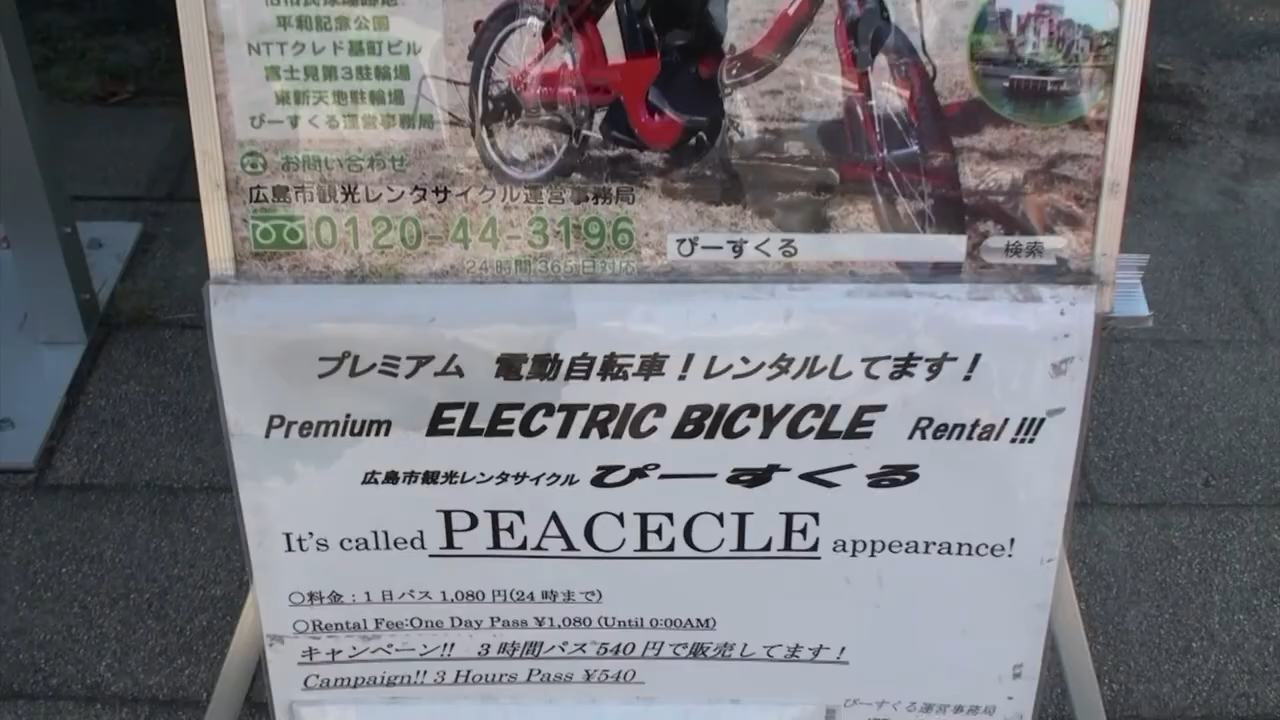 平和記念公園
NTTクレド基町ビル
富士見第3駐輪場
東新天地駐輪場
ぴーすくる運営事務局
お問い合わせ
広島市観光レンタサイクル運営事務局
0120-44-3196
24時間365日対応
ぴーすくる 検索
プレミアム 電動自転車！レンタルしてます！
Premium ELECTRIC BICYCLE Rental!!!
広島市観光レンタサイクル ぴーすくる
It's called PEACECLE appearance!
○料金：1日パス 1,080円(24時まで)
○Rental Fee:One Day Pass ¥1,080 (Until 0:00AM)
キャンペーン!! 3時間パス540円で販売してます！
Campaign!! 3 Hours Pass ¥540
ぴーすくる運営事務局